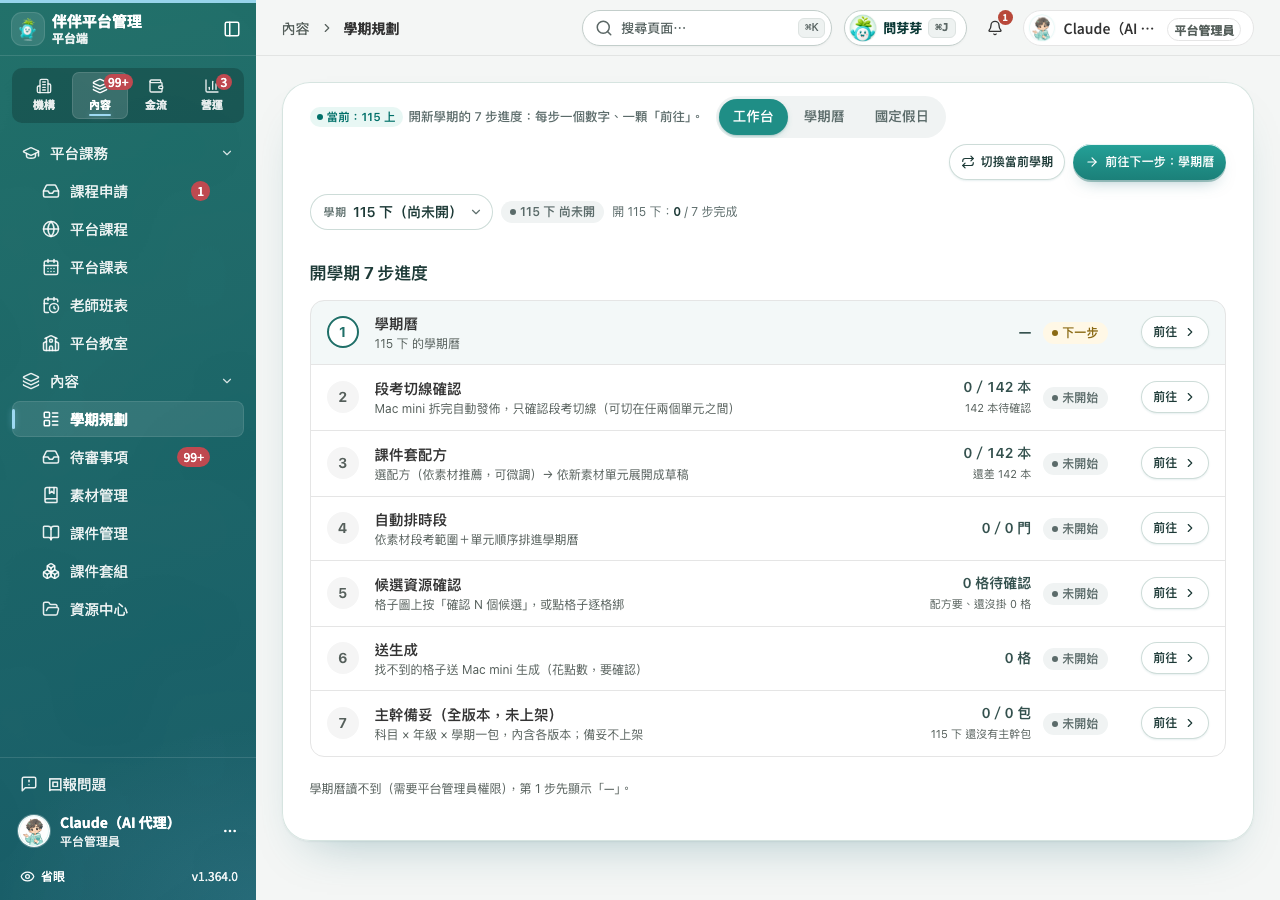 伴伴平台管理
平台端
機構
內容
99+
金流
營運
3
平台課務
課程申請
1
平台課程
平台課表
老師班表
平台教室
內容
學期規劃
待審事項
99+
素材管理
課件管理
課件套組
資源中心
回報問題
Claude（AI 代理）
平台管理員
省眼
v1.364.0
內容
學期規劃
搜尋頁面⋯
⌘K
問芽芽
⌘J
1
Claude（AI ⋯
平台管理員
當前：115 上
開新學期的 7 步進度：每步一個數字、一顆「前往」。
工作台
學期曆
國定假日
切換當前學期
前往下一步：學期曆
學期 115 下（尚未開）
115 下 尚未開
開 115 下：0 / 7 步完成
開學期 7 步進度
1
學期曆
115 下 的學期曆
—
下一步
前往
2
段考切線確認
Mac mini 拆完自動發佈，只確認段考切線（可切在任兩個單元之間）
0 / 142 本
142 本待確認
未開始
前往
3
課件套配方
選配方（依素材推薦，可微調）→ 依新素材單元展開成草稿
0 / 142 本
還差 142 本
未開始
前往
4
自動排時段
依素材段考範圍＋單元順序排進學期曆
0 / 0 門
未開始
前往
5
候選資源確認
格子圖上按「確認 N 個候選」，或點格子逐格綁
0 格待確認
配方要、還沒掛 0 格
未開始
前往
6
送生成
找不到的格子送 Mac mini 生成（花點數，要確認）
0 格
未開始
前往
7
主幹備妥（全版本，未上架）
科目 × 年級 × 學期一包，內含各版本；備妥不上架
0 / 0 包
115 下 還沒有主幹包
未開始
前往
學期曆讀不到（需要平台管理員權限），第 1 步先顯示「—」。